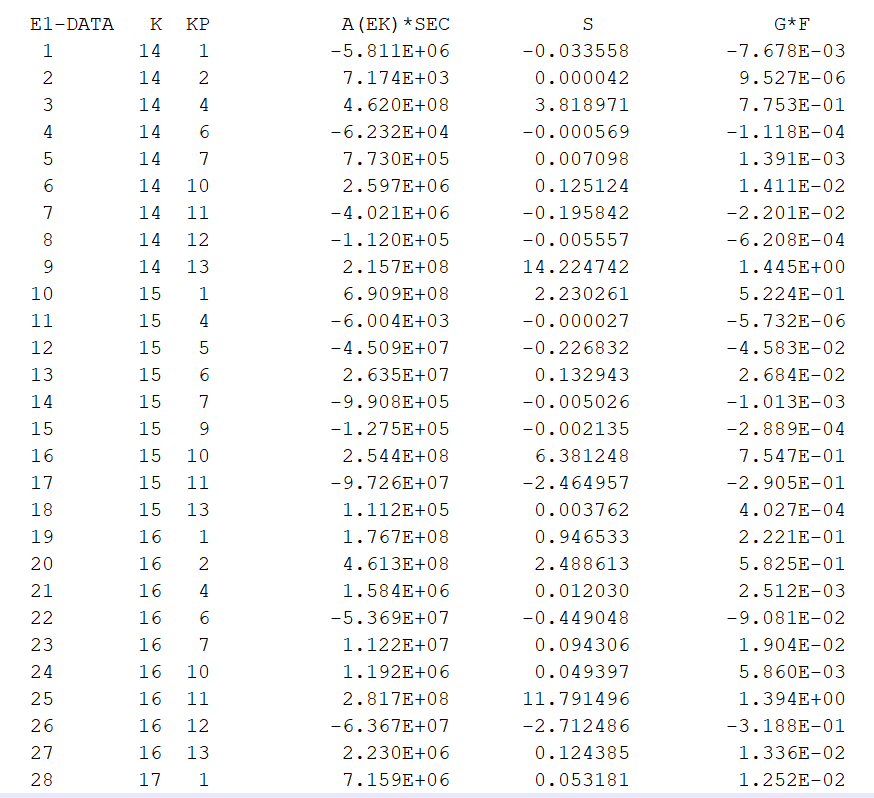 E1-DATA K KP A(EK)*SEC S G*F
1 14 1 -5.811E+06 -0.033558 -7.678E-03
2 14 2 7.174E+03 0.000042 9.527E-06
3 14 4 4.620E+08 3.818971 7.753E-01
4 14 6 -6.232E+04 -0.000569 -1.118E-04
5 14 7 7.730E+05 0.007098 1.391E-03
6 14 10 2.597E+06 0.125124 1.411E-02
7 14 11 -4.021E+06 -0.195842 -2.201E-02
8 14 12 -1.120E+05 -0.005557 -6.208E-04
9 14 13 2.157E+08 14.224742 1.445E+00
10 15 1 6.909E+08 2.230261 5.224E-01
11 15 4 -6.004E+03 -0.000027 -5.732E-06
12 15 5 -4.509E+07 -0.226832 -4.583E-02
13 15 6 2.635E+07 0.132943 2.684E-02
14 15 7 -9.908E+05 -0.005026 -1.013E-03
15 15 9 -1.275E+05 -0.002135 -2.889E-04
16 15 10 2.544E+08 6.381248 7.547E-01
17 15 11 -9.726E+07 -2.464957 -2.905E-01
18 15 13 1.112E+05 0.003762 4.027E-04
19 16 1 1.767E+08 0.946533 2.221E-01
20 16 2 4.613E+08 2.488613 5.825E-01
21 16 4 1.584E+06 0.012030 2.512E-03
22 16 6 -5.369E+07 -0.449048 -9.081E-02
23 16 7 1.122E+07 0.094306 1.904E-02
24 16 10 1.192E+06 0.049397 5.860E-03
25 16 11 2.817E+08 11.791496 1.394E+00
26 16 12 -6.367E+07 -2.712486 -3.188E-01
27 16 13 2.230E+06 0.124385 1.336E-02
28 17 1 7.159E+06 0.053181 1.252E-02